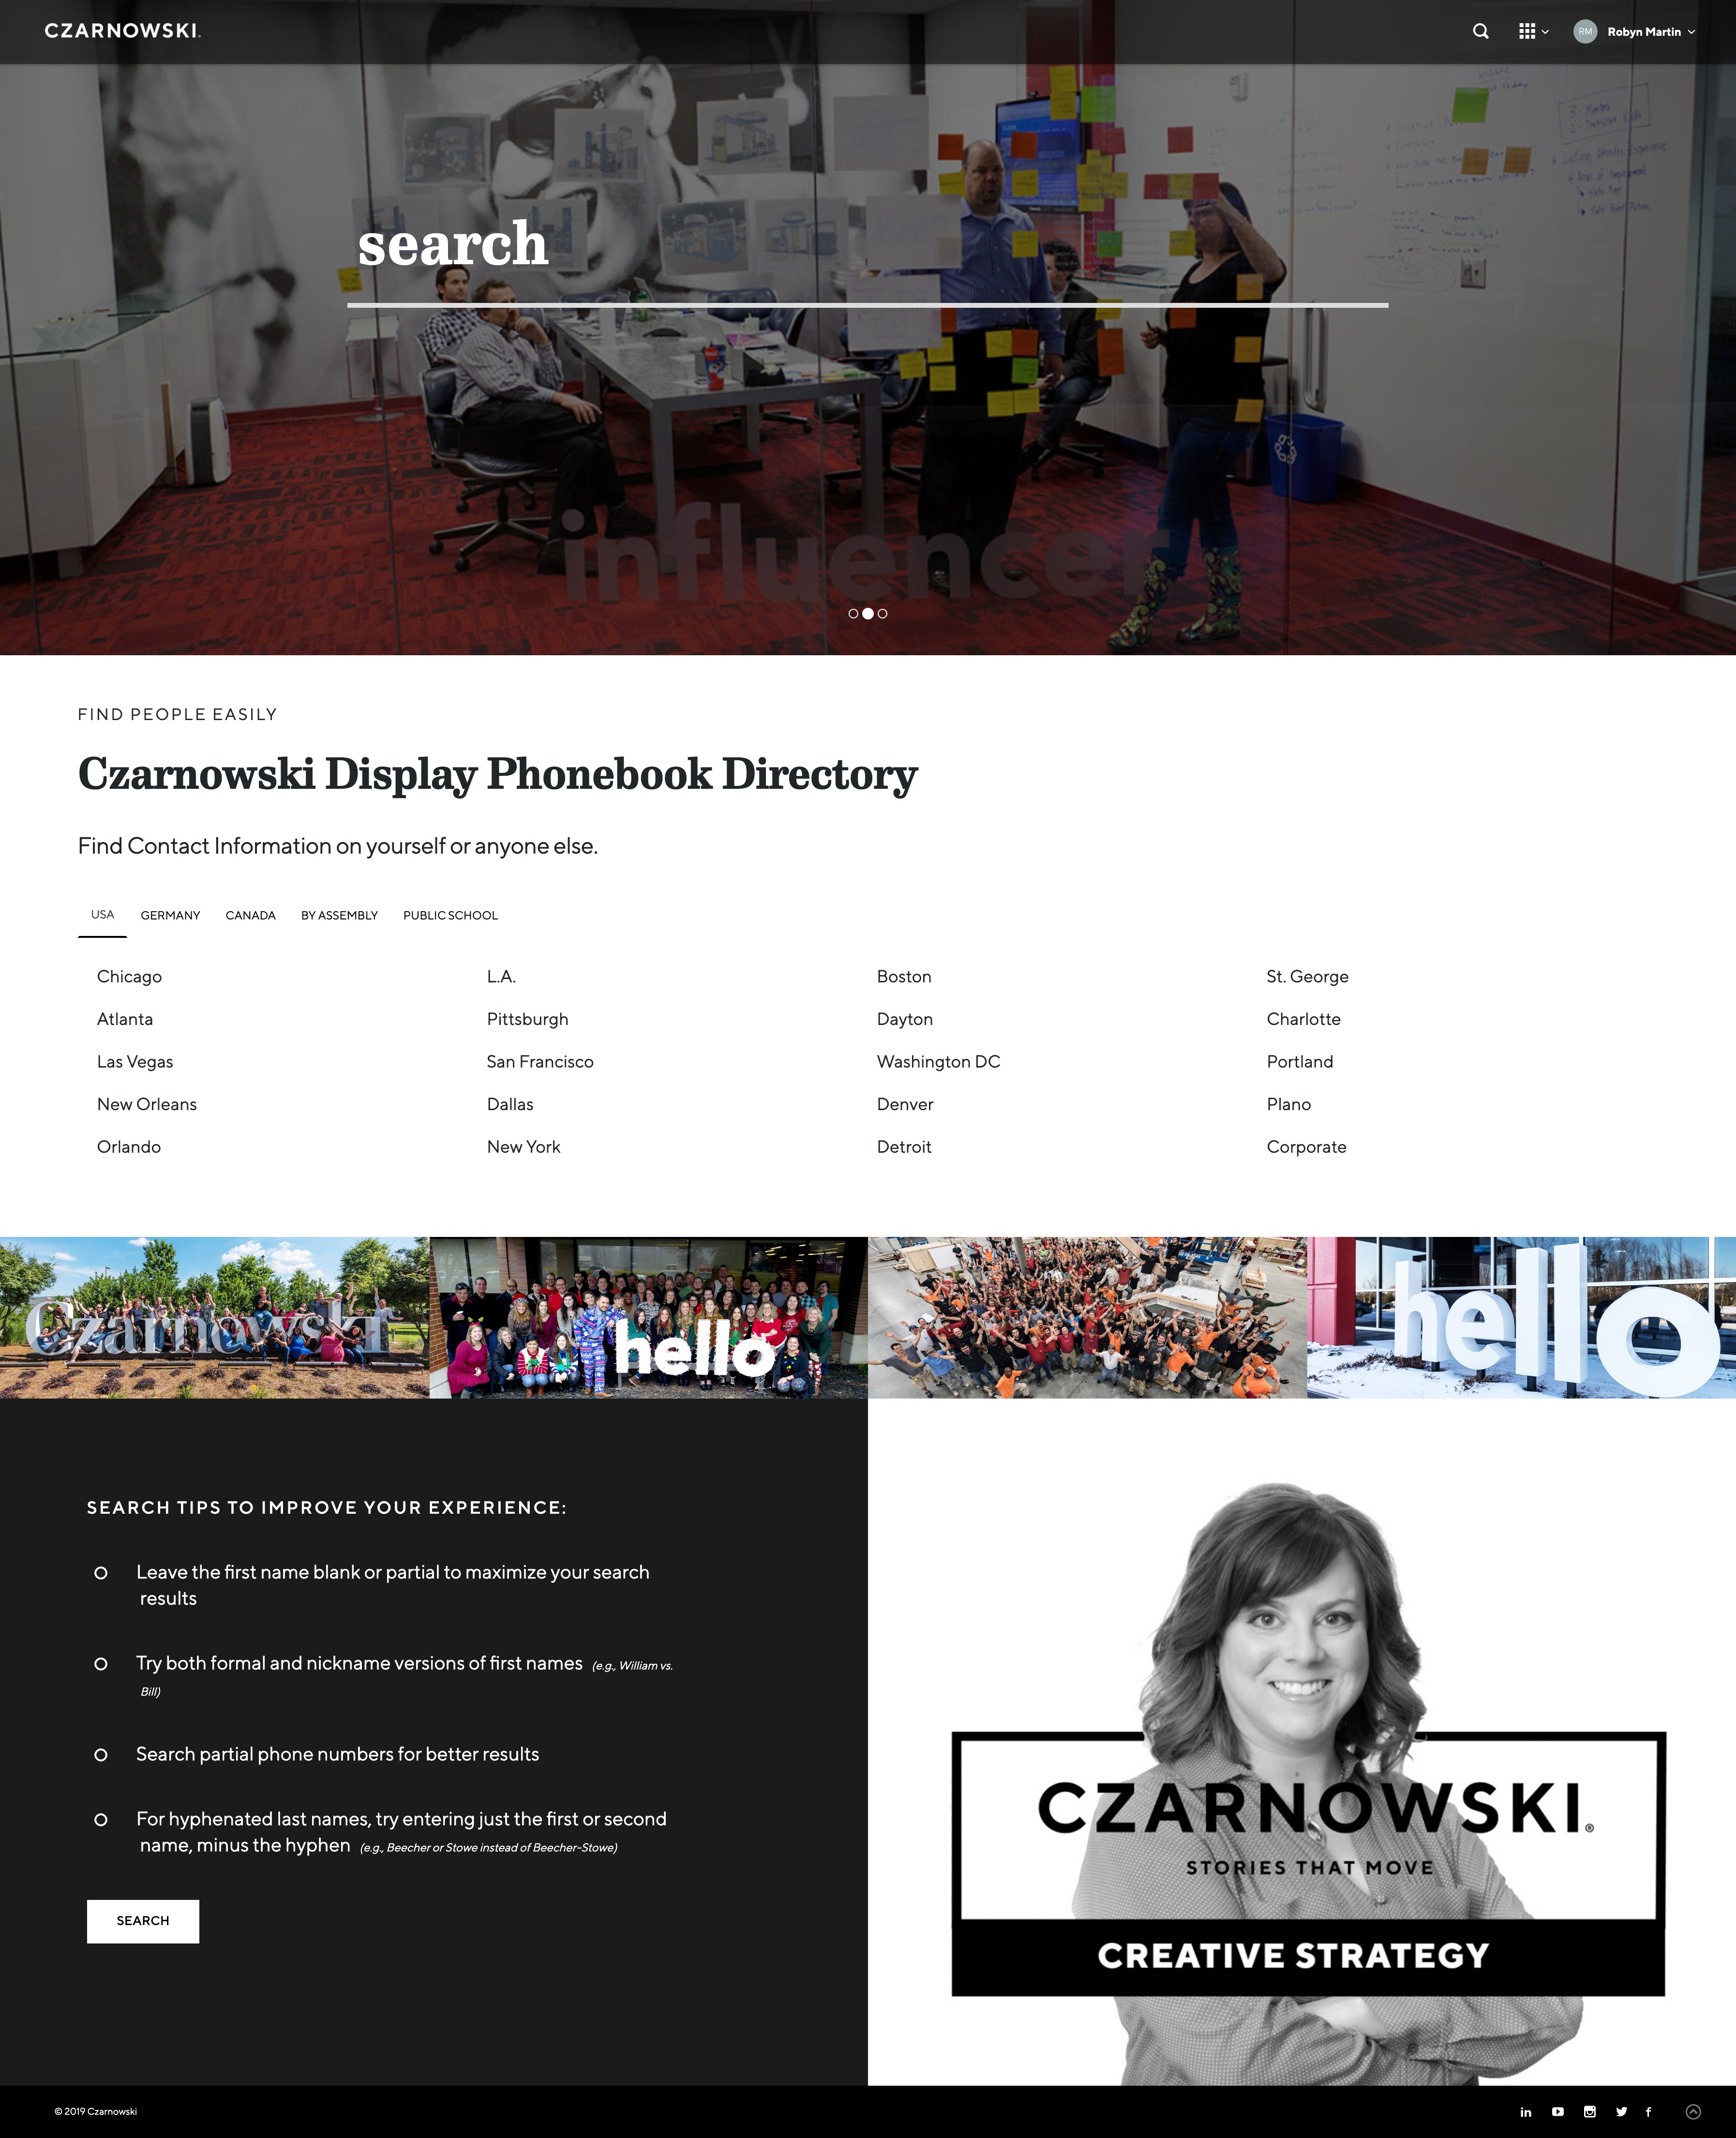 CZARNOWSKI.
RM
Robyn Martin
search
influencer
FIND PEOPLE EASILY
Czarnowski Display Phonebook Directory
Find Contact Information on yourself or anyone else.
USA GERMANY CANADA BY ASSEMBLY PUBLIC SCHOOL
Chicago L.A. Boston St. George
Atlanta Pittsburgh Dayton Charlotte
Las Vegas San Francisco Washington DC Portland
New Orleans Dallas Denver Plano
Orlando New York Detroit Corporate
Czarnowski
hello
hello
SEARCH TIPS TO IMPROVE YOUR EXPERIENCE:
Leave the first name blank or partial to maximize your search
results
Try both formal and nickname versions of first names (e.g., William vs.
Bill)
Search partial phone numbers for better results
For hyphenated last names, try entering just the first or second
name, minus the hyphen (e.g., Beecher or Stowe instead of Beecher-Stowe)
SEARCH
CZARNOWSKI®
STORIES THAT MOVE
CREATIVE STRATEGY
© 2019 Czarnowski